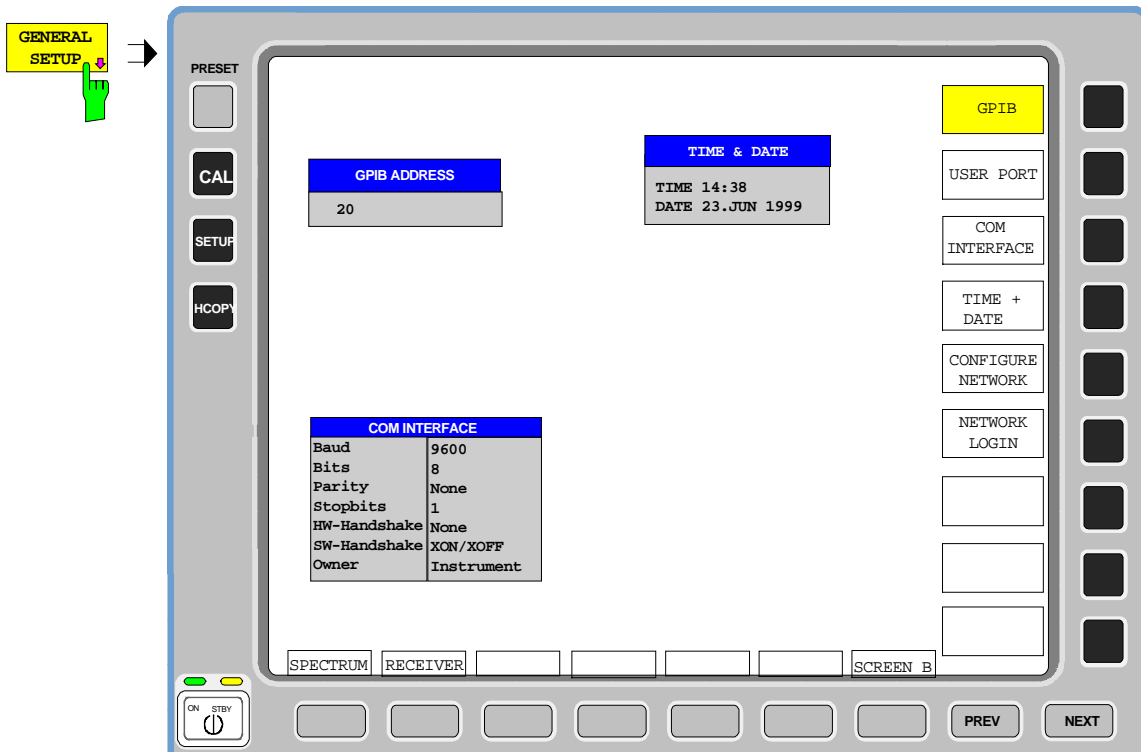 GENERAL
SETUP
PRESET
CAL
SETUP
HCOPY
GPIB ADDRESS
20
TIME & DATE
TIME 14:38
DATE 23.JUN 1999
COM INTERFACE
Baud 9600
Bits 8
Parity None
Stopbits 1
HW-Handshake None
SW-Handshake XON/XOFF
Owner Instrument
GPIB
USER PORT
COM
INTERFACE
TIME +
DATE
CONFIGURE
NETWORK
NETWORK
LOGIN
SPECTRUM
RECEIVER
SCREEN B
ON STBY
PREV
NEXT